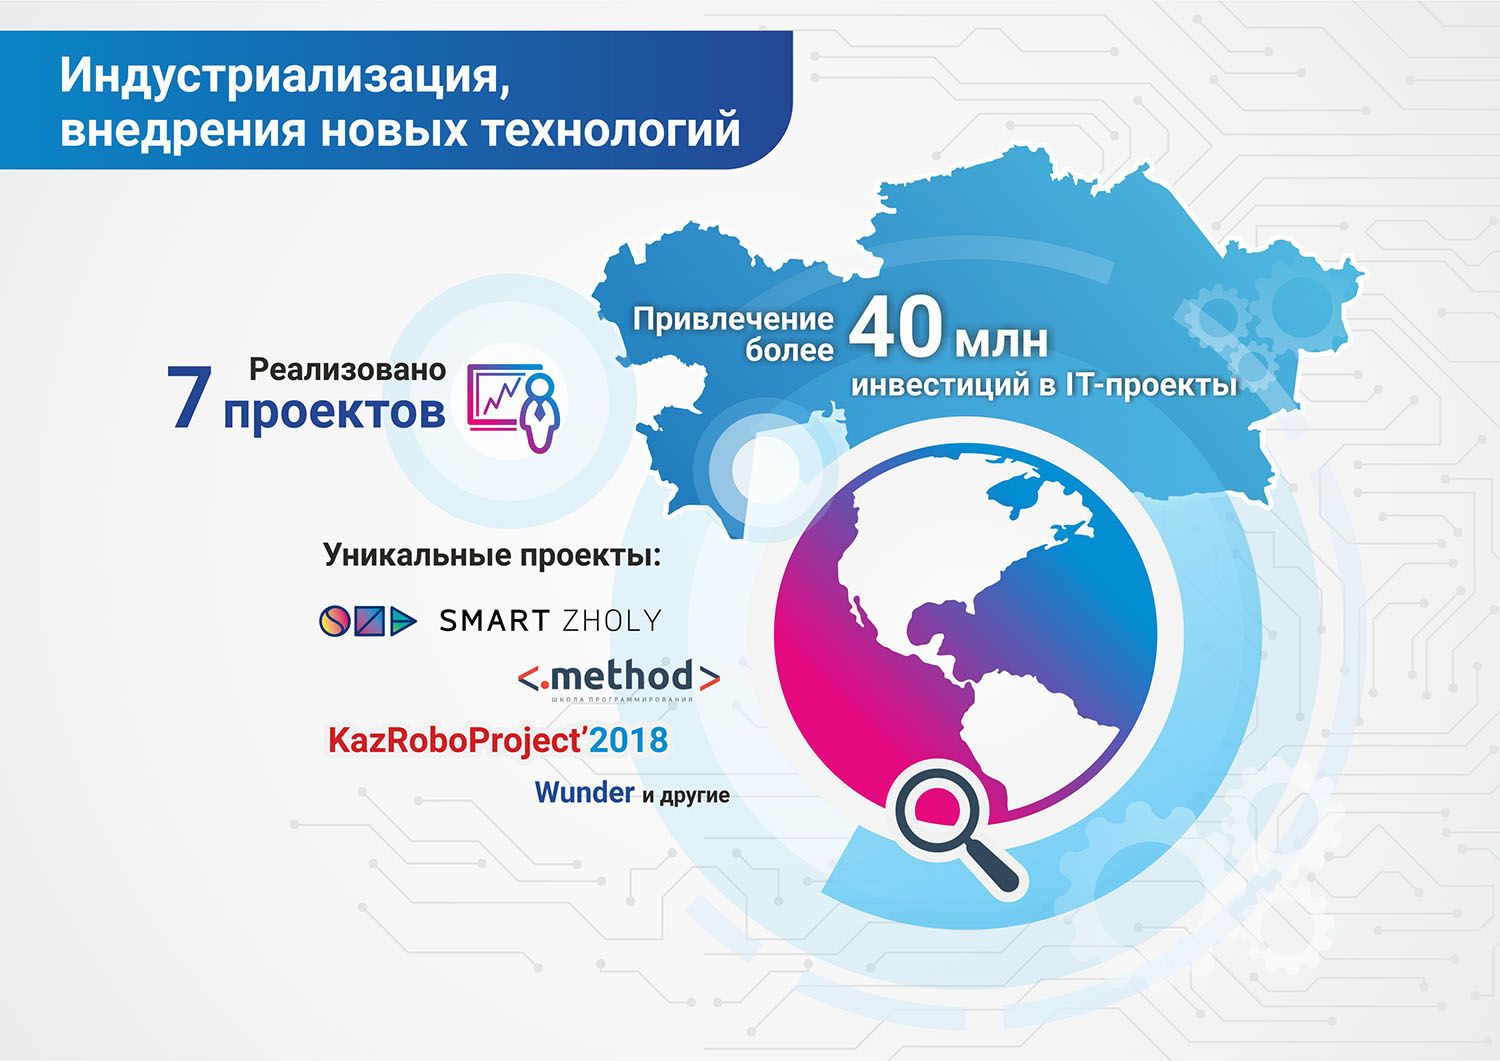 Индустриализация,
внедрения новых технологий
Привлечение
более 40 млн
инвестиций в IT-проекты
Реализовано
7 проектов
Уникальные проекты:
SMART ZHOLY
<.method>
ШКОЛА ПРОГРАММИРОВАНИЯ
KazRoboProject’2018
Wunder и другие